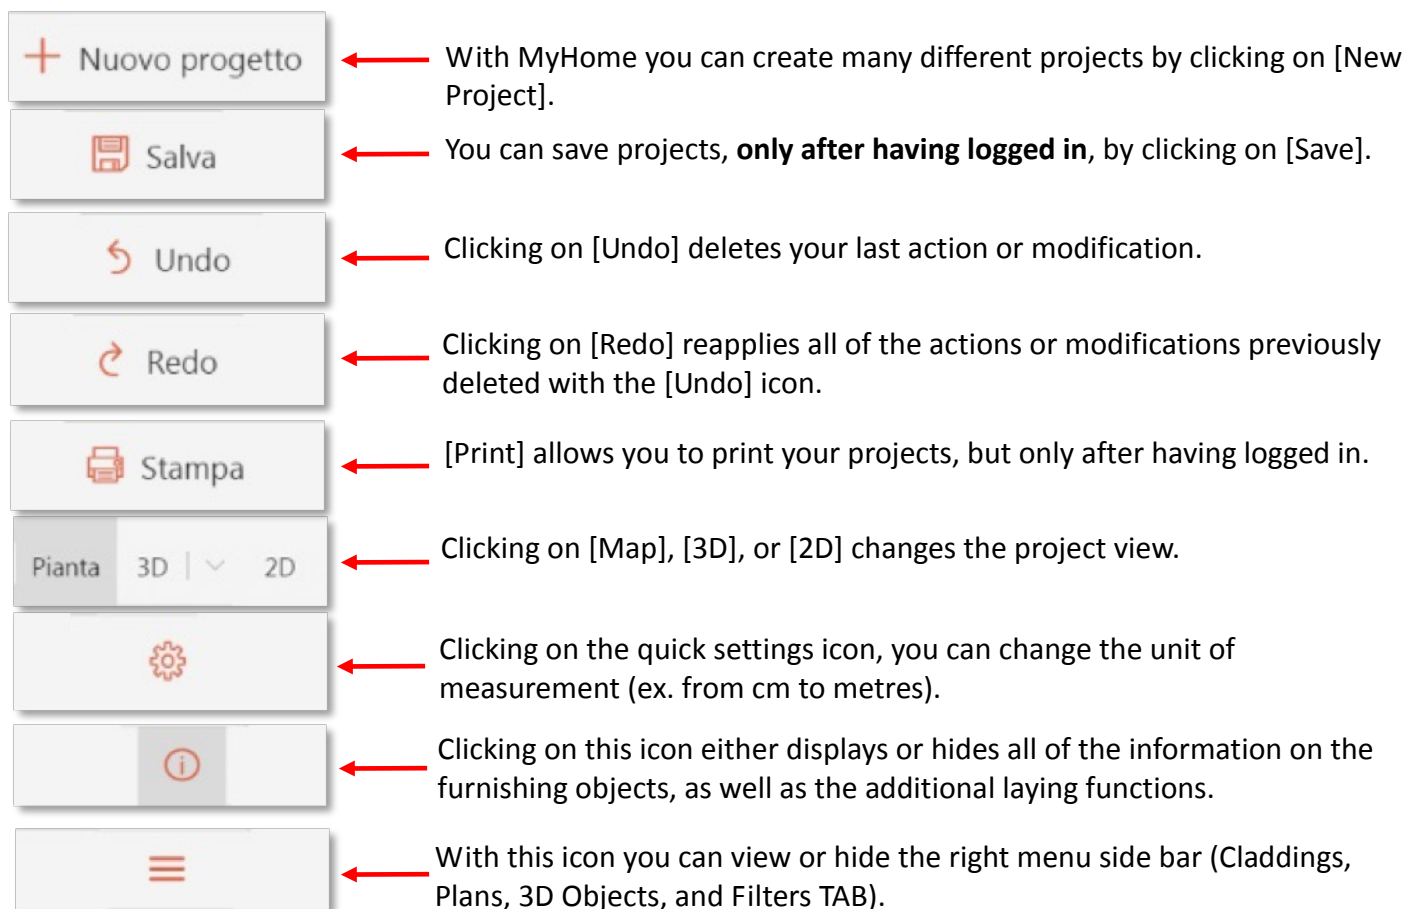 Nuovo progetto
With MyHome you can create many different projects by clicking on [New
Project].
Salva
You can save projects, only after having logged in, by clicking on [Save].
Undo
Clicking on [Undo] deletes your last action or modification.
Redo
Clicking on [Redo] reapplies all of the actions or modifications previously
deleted with the [Undo] icon.
Stampa
[Print] allows you to print your projects, but only after having logged in.
Pianta 3D | 2D
Clicking on [Map], [3D], or [2D] changes the project view.
Clicking on the quick settings icon, you can change the unit of
measurement (ex. from cm to metres).
Clicking on this icon either displays or hides all of the information on the
furnishing objects, as well as the additional laying functions.
With this icon you can view or hide the right menu side bar (Claddings,
Plans, 3D Objects, and Filters TAB).